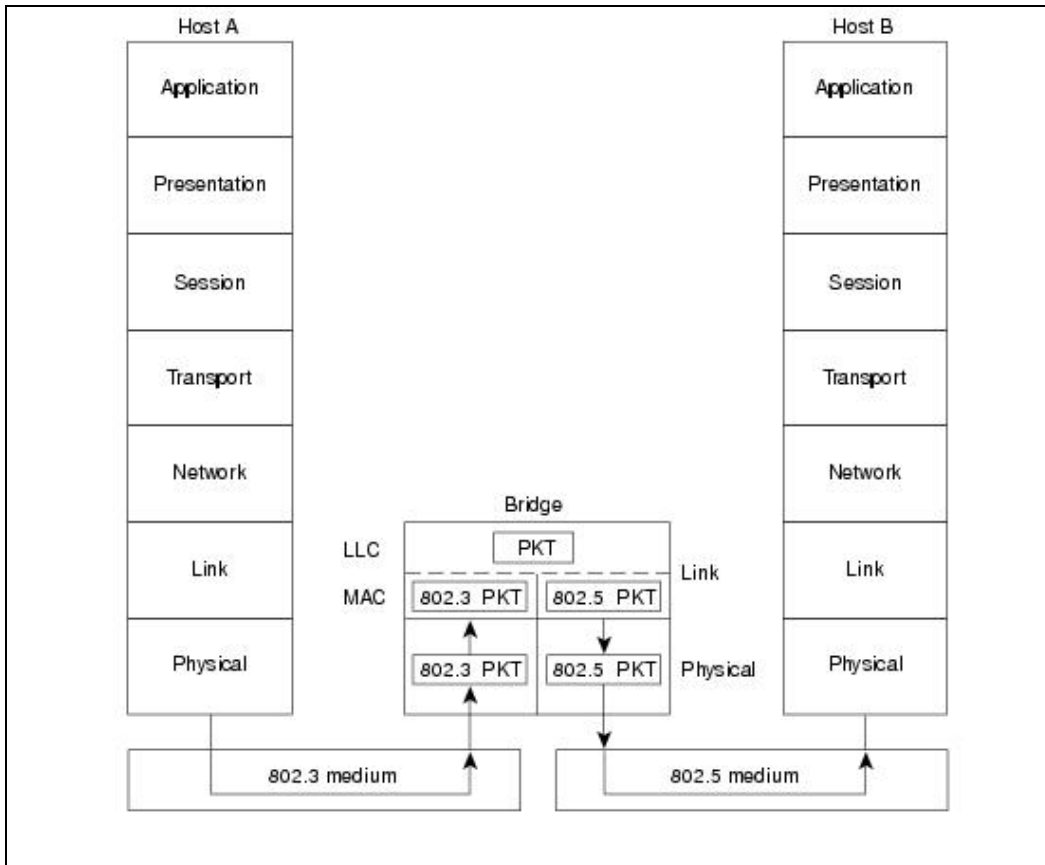 Host A
Application
Presentation
Session
Transport
Network
Link
Physical
Bridge
LLC
PKT
Link
MAC
802.3 PKT
802.5 PKT
802.3 PKT
802.5 PKT
Physical
Host B
Application
Presentation
Session
Transport
Network
Link
Physical
802.3 medium
802.5 medium